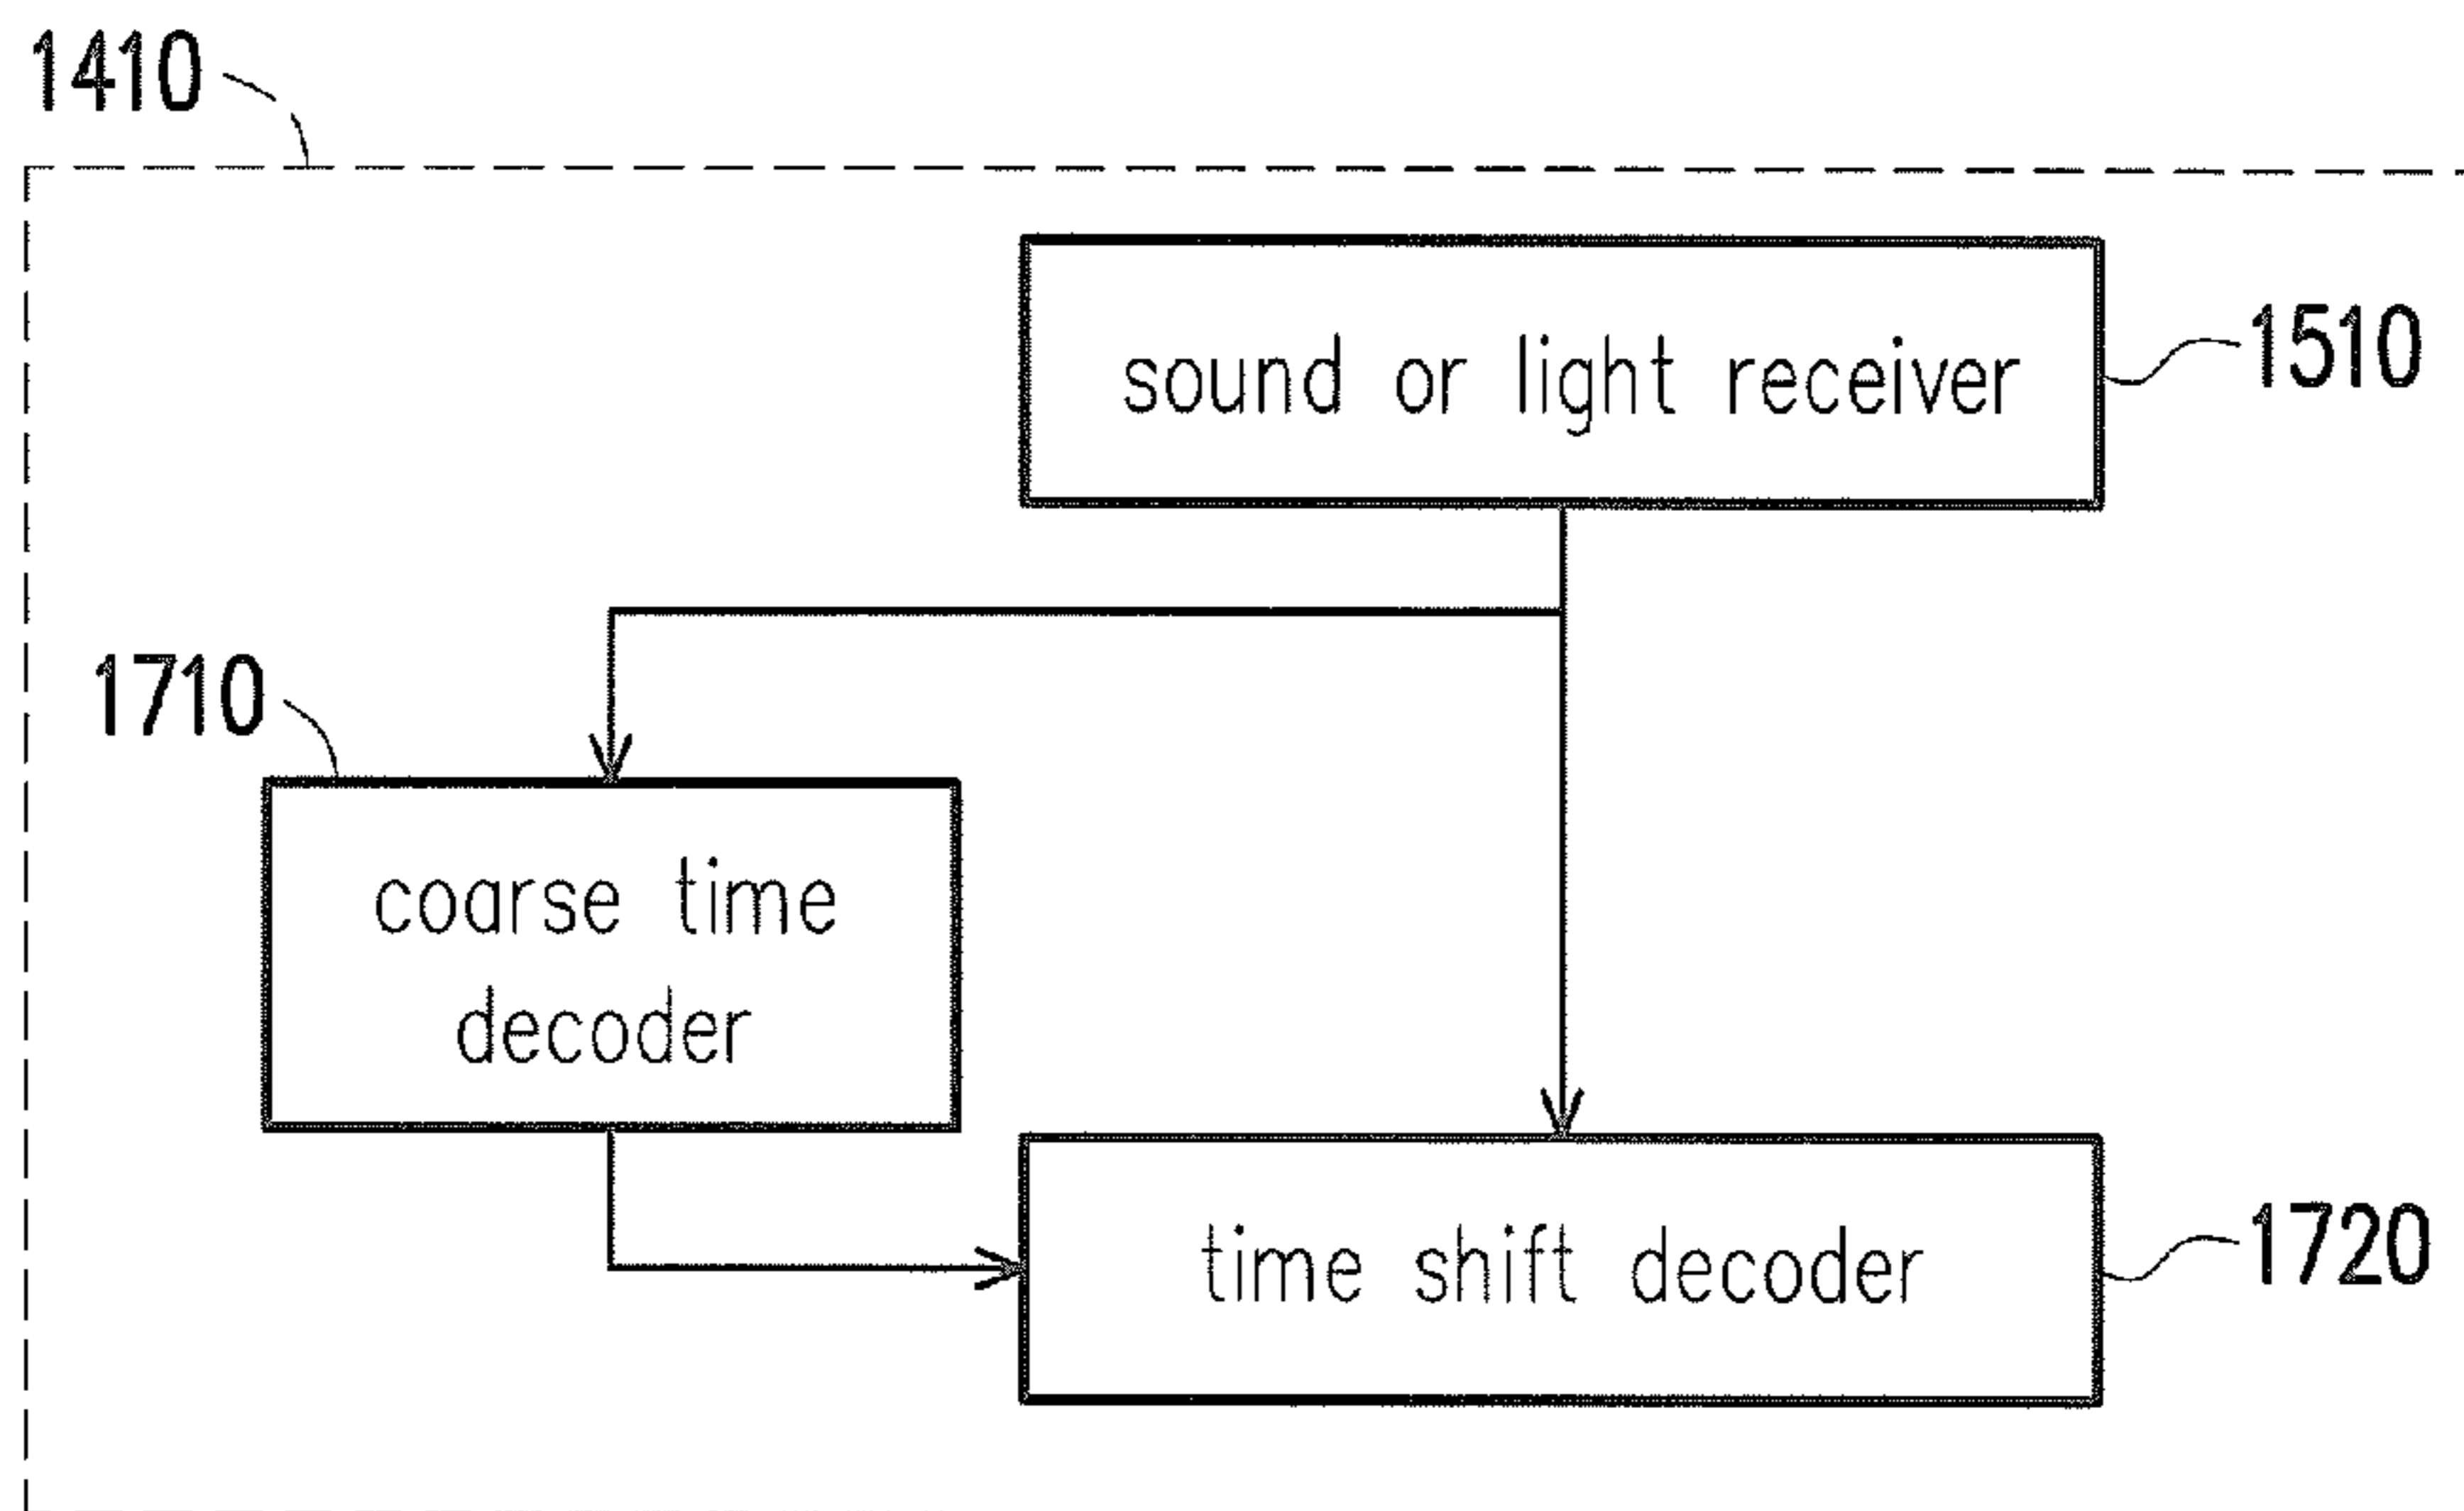 1410
sound or light receiver
1510
1710
coarse time
decoder
time shift decoder
1720